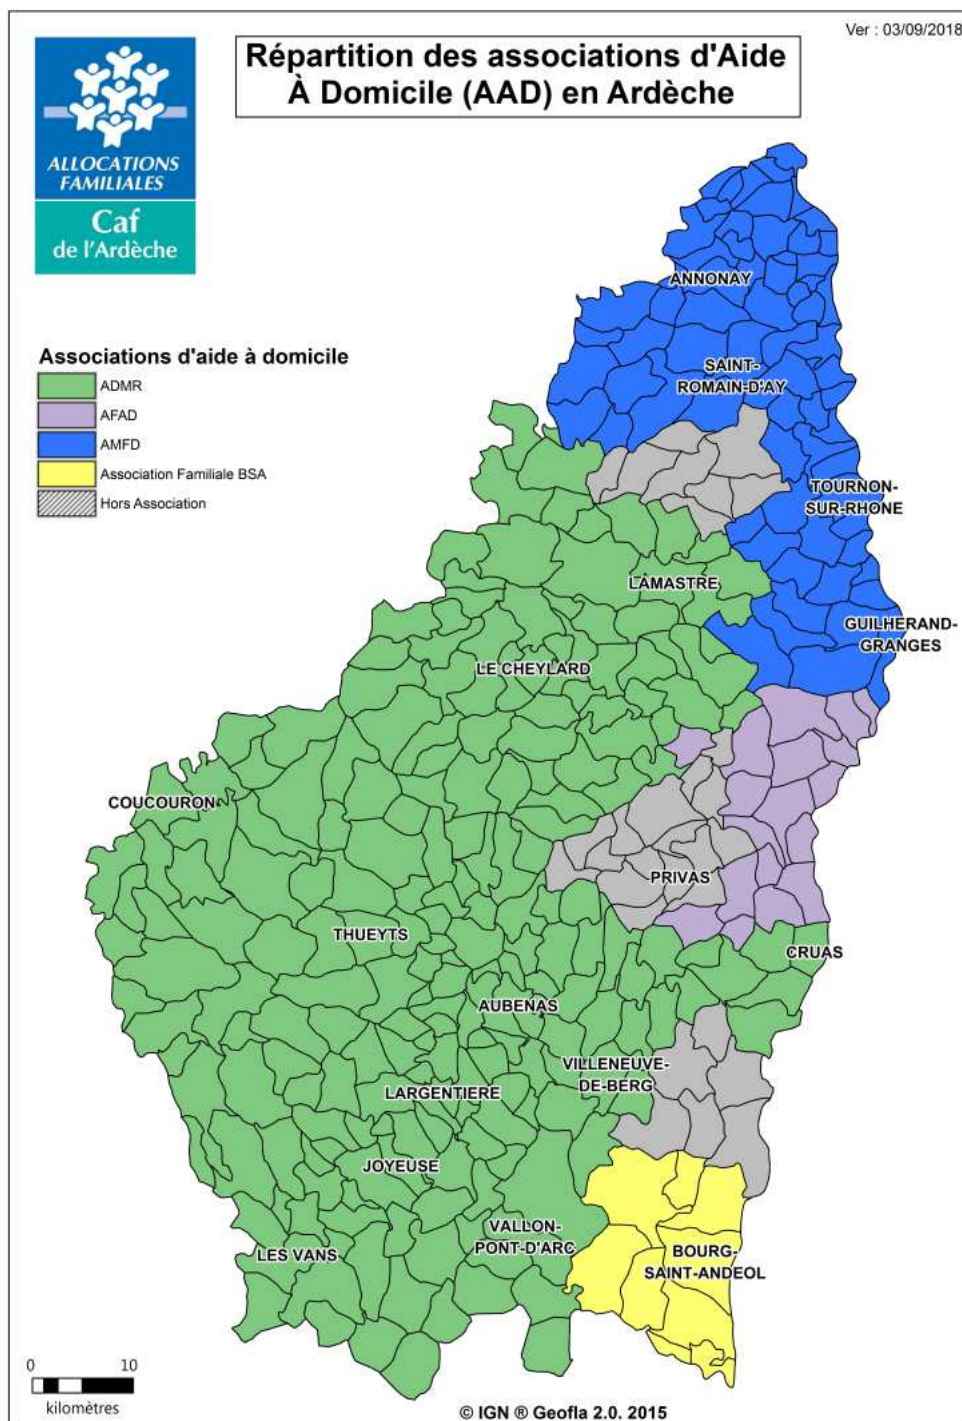 Ver : 03/09/2018
Répartition des associations d'Aide
À Domicile (AAD) en Ardèche
ALLOCATIONS
FAMILIALES
Caf
de l'Ardèche
ANNONAY
Associations d'aide à domicile
ADMR
AFAD
AMFD
Association Familiale BSA
Hors Association
SAINT-
ROMAIN-D'AY
TOURNON-
SUR-RHONE
LAMASTRE
GUILHERAND-
GRANGES
LE CHEYLARD
COUCOURON
PRIVAS
THUEYTS
CRUAS
AUBENAS
VILLENEUVE-
DE-BERG
LARGENTIERE
JOYEUSE
VALLON-
PONT-D'ARC
LES VANS
BOURG-
SAINT-ANDEOL
0 10
kilomètres
© IGN ® Geofla 2.0. 2015